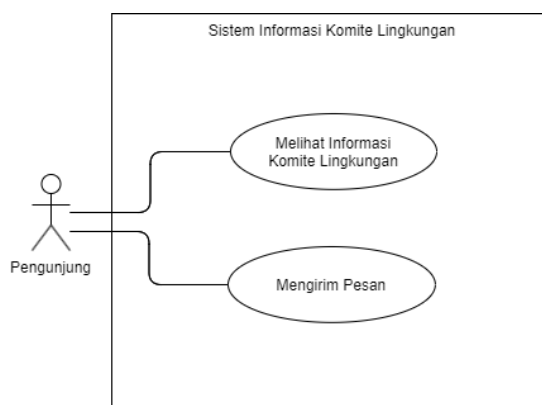 Sistem Informasi Komite Lingkungan
Melihat Informasi
Komite Lingkungan
Pengunjung
Mengirim Pesan